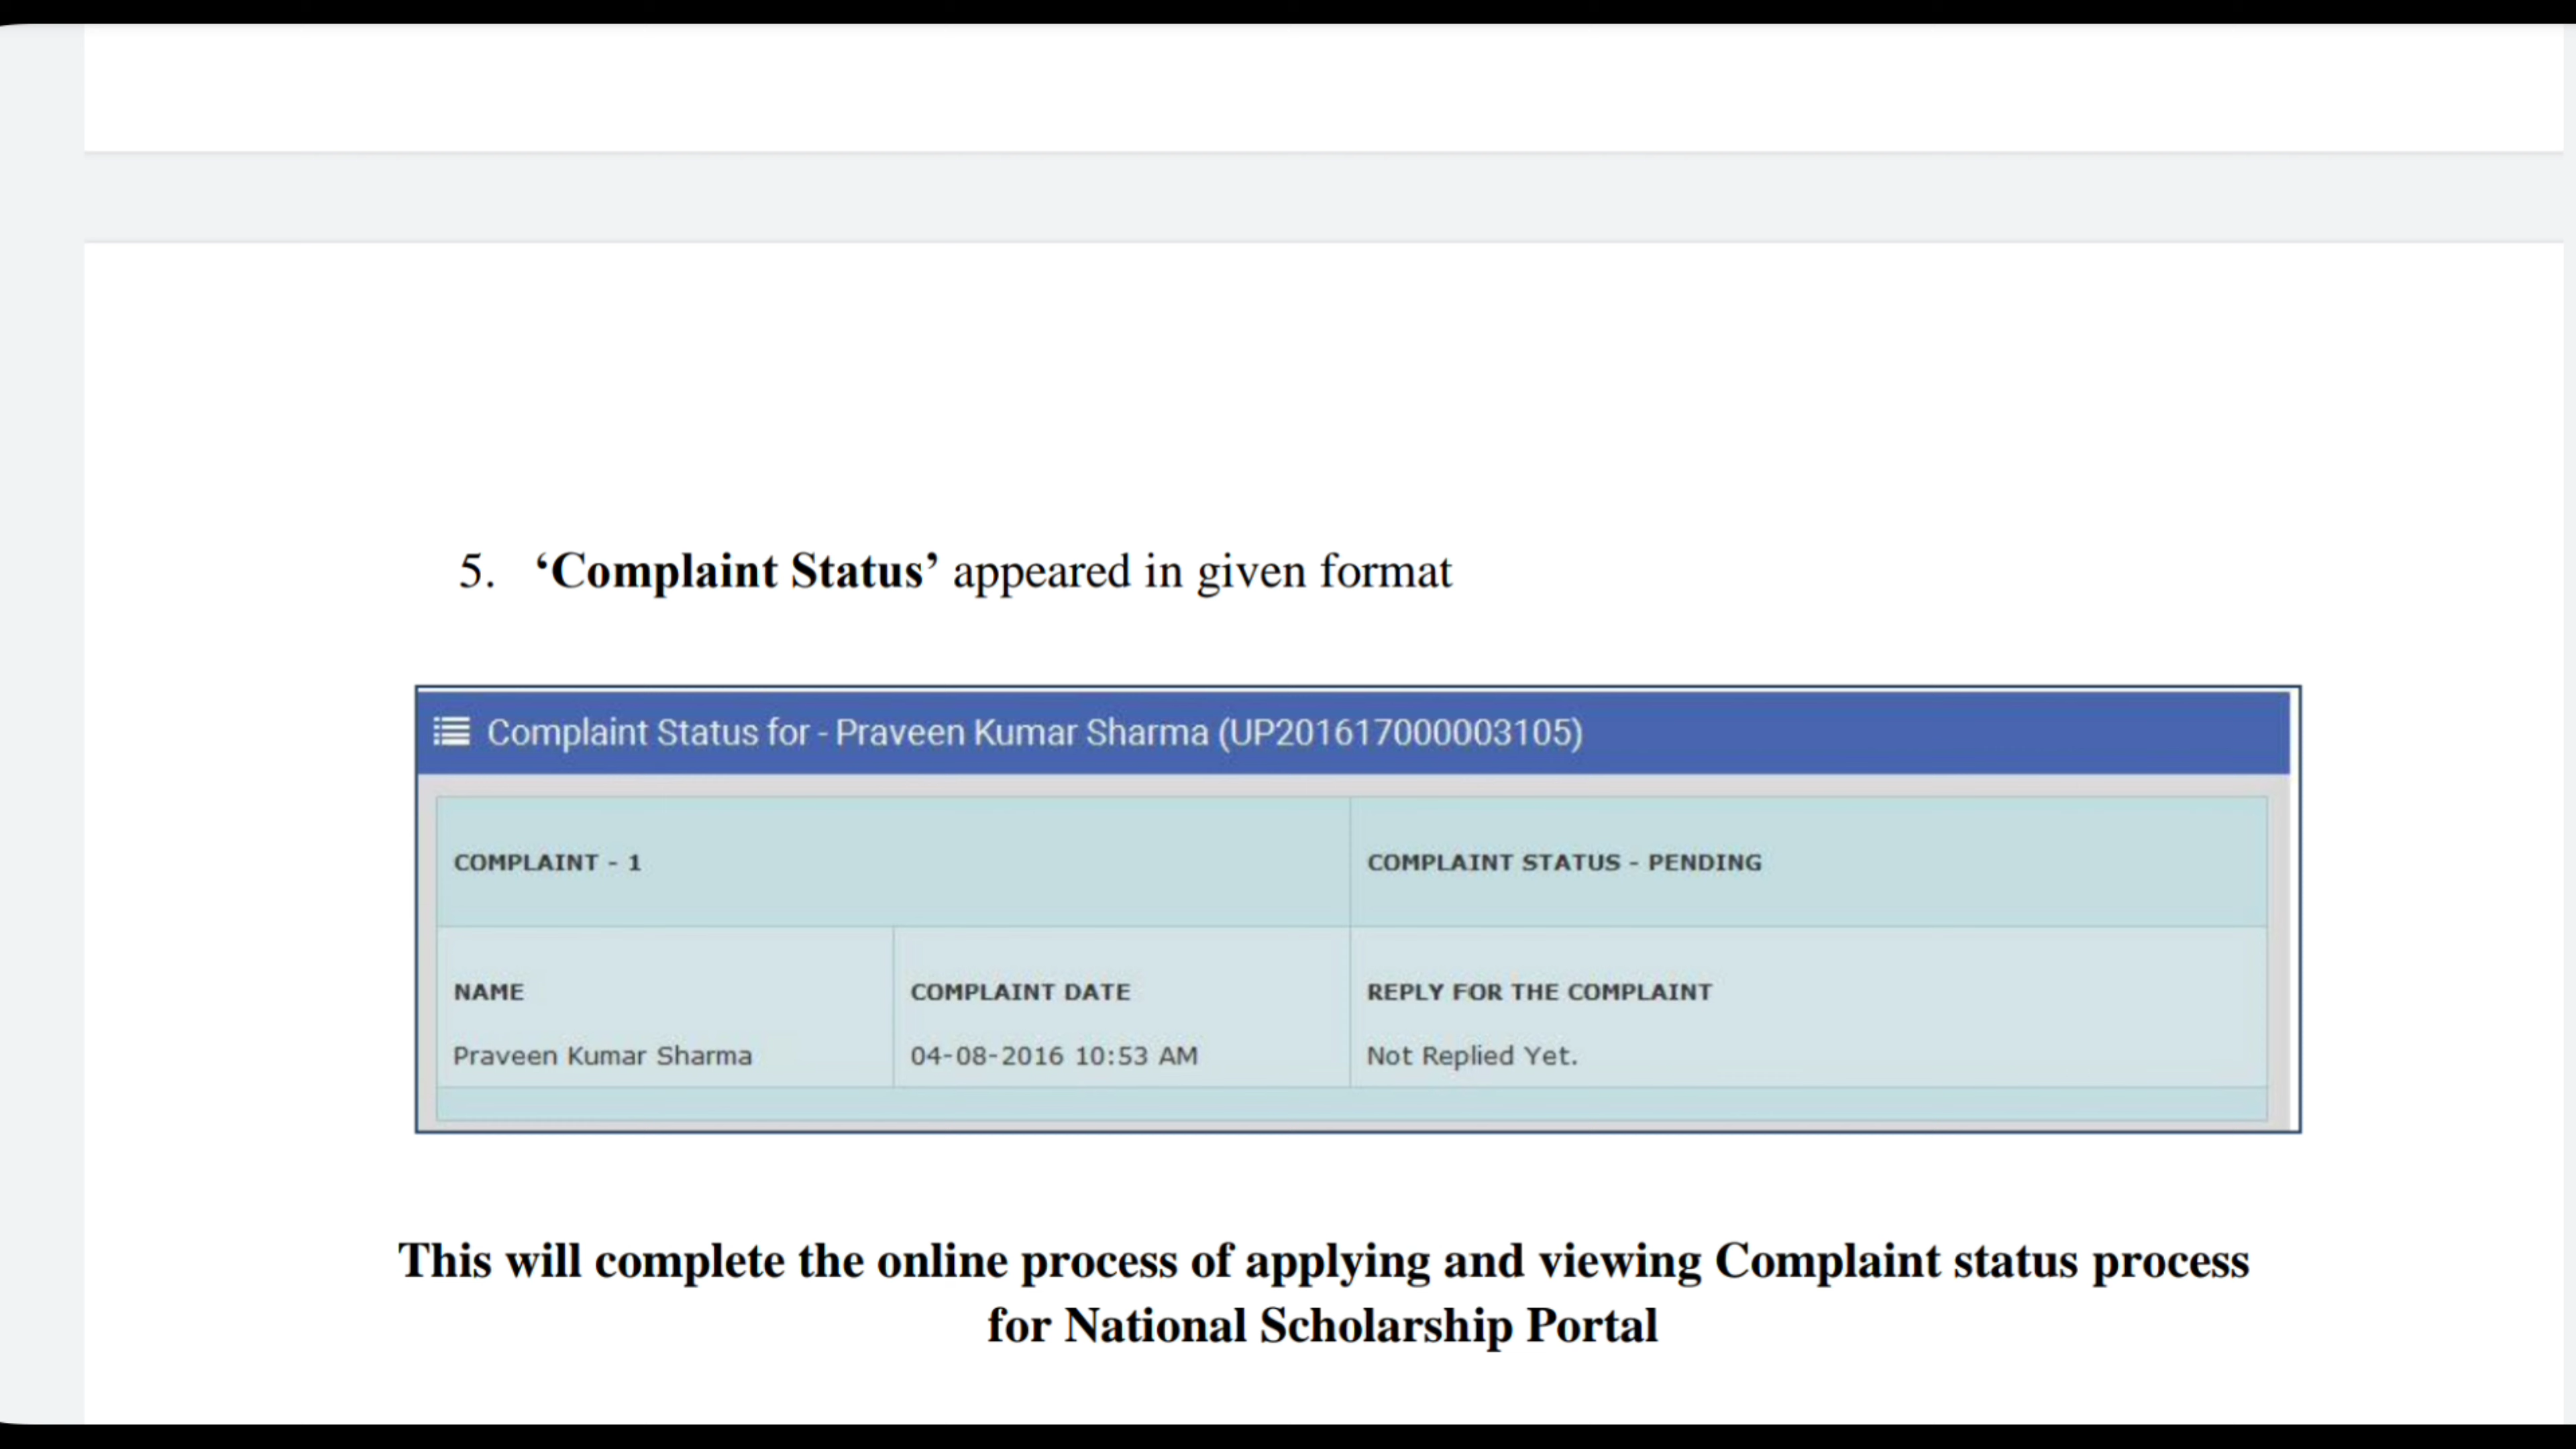 5. ‘Complaint Status’ appeared in given format
Complaint Status for - Praveen Kumar Sharma (UP201617000003105)
COMPLAINT - 1
COMPLAINT STATUS - PENDING
NAME
COMPLAINT DATE
REPLY FOR THE COMPLAINT
Praveen Kumar Sharma
04-08-2016 10:53 AM
Not Replied Yet.
This will complete the online process of applying and viewing Complaint status process
for National Scholarship Portal